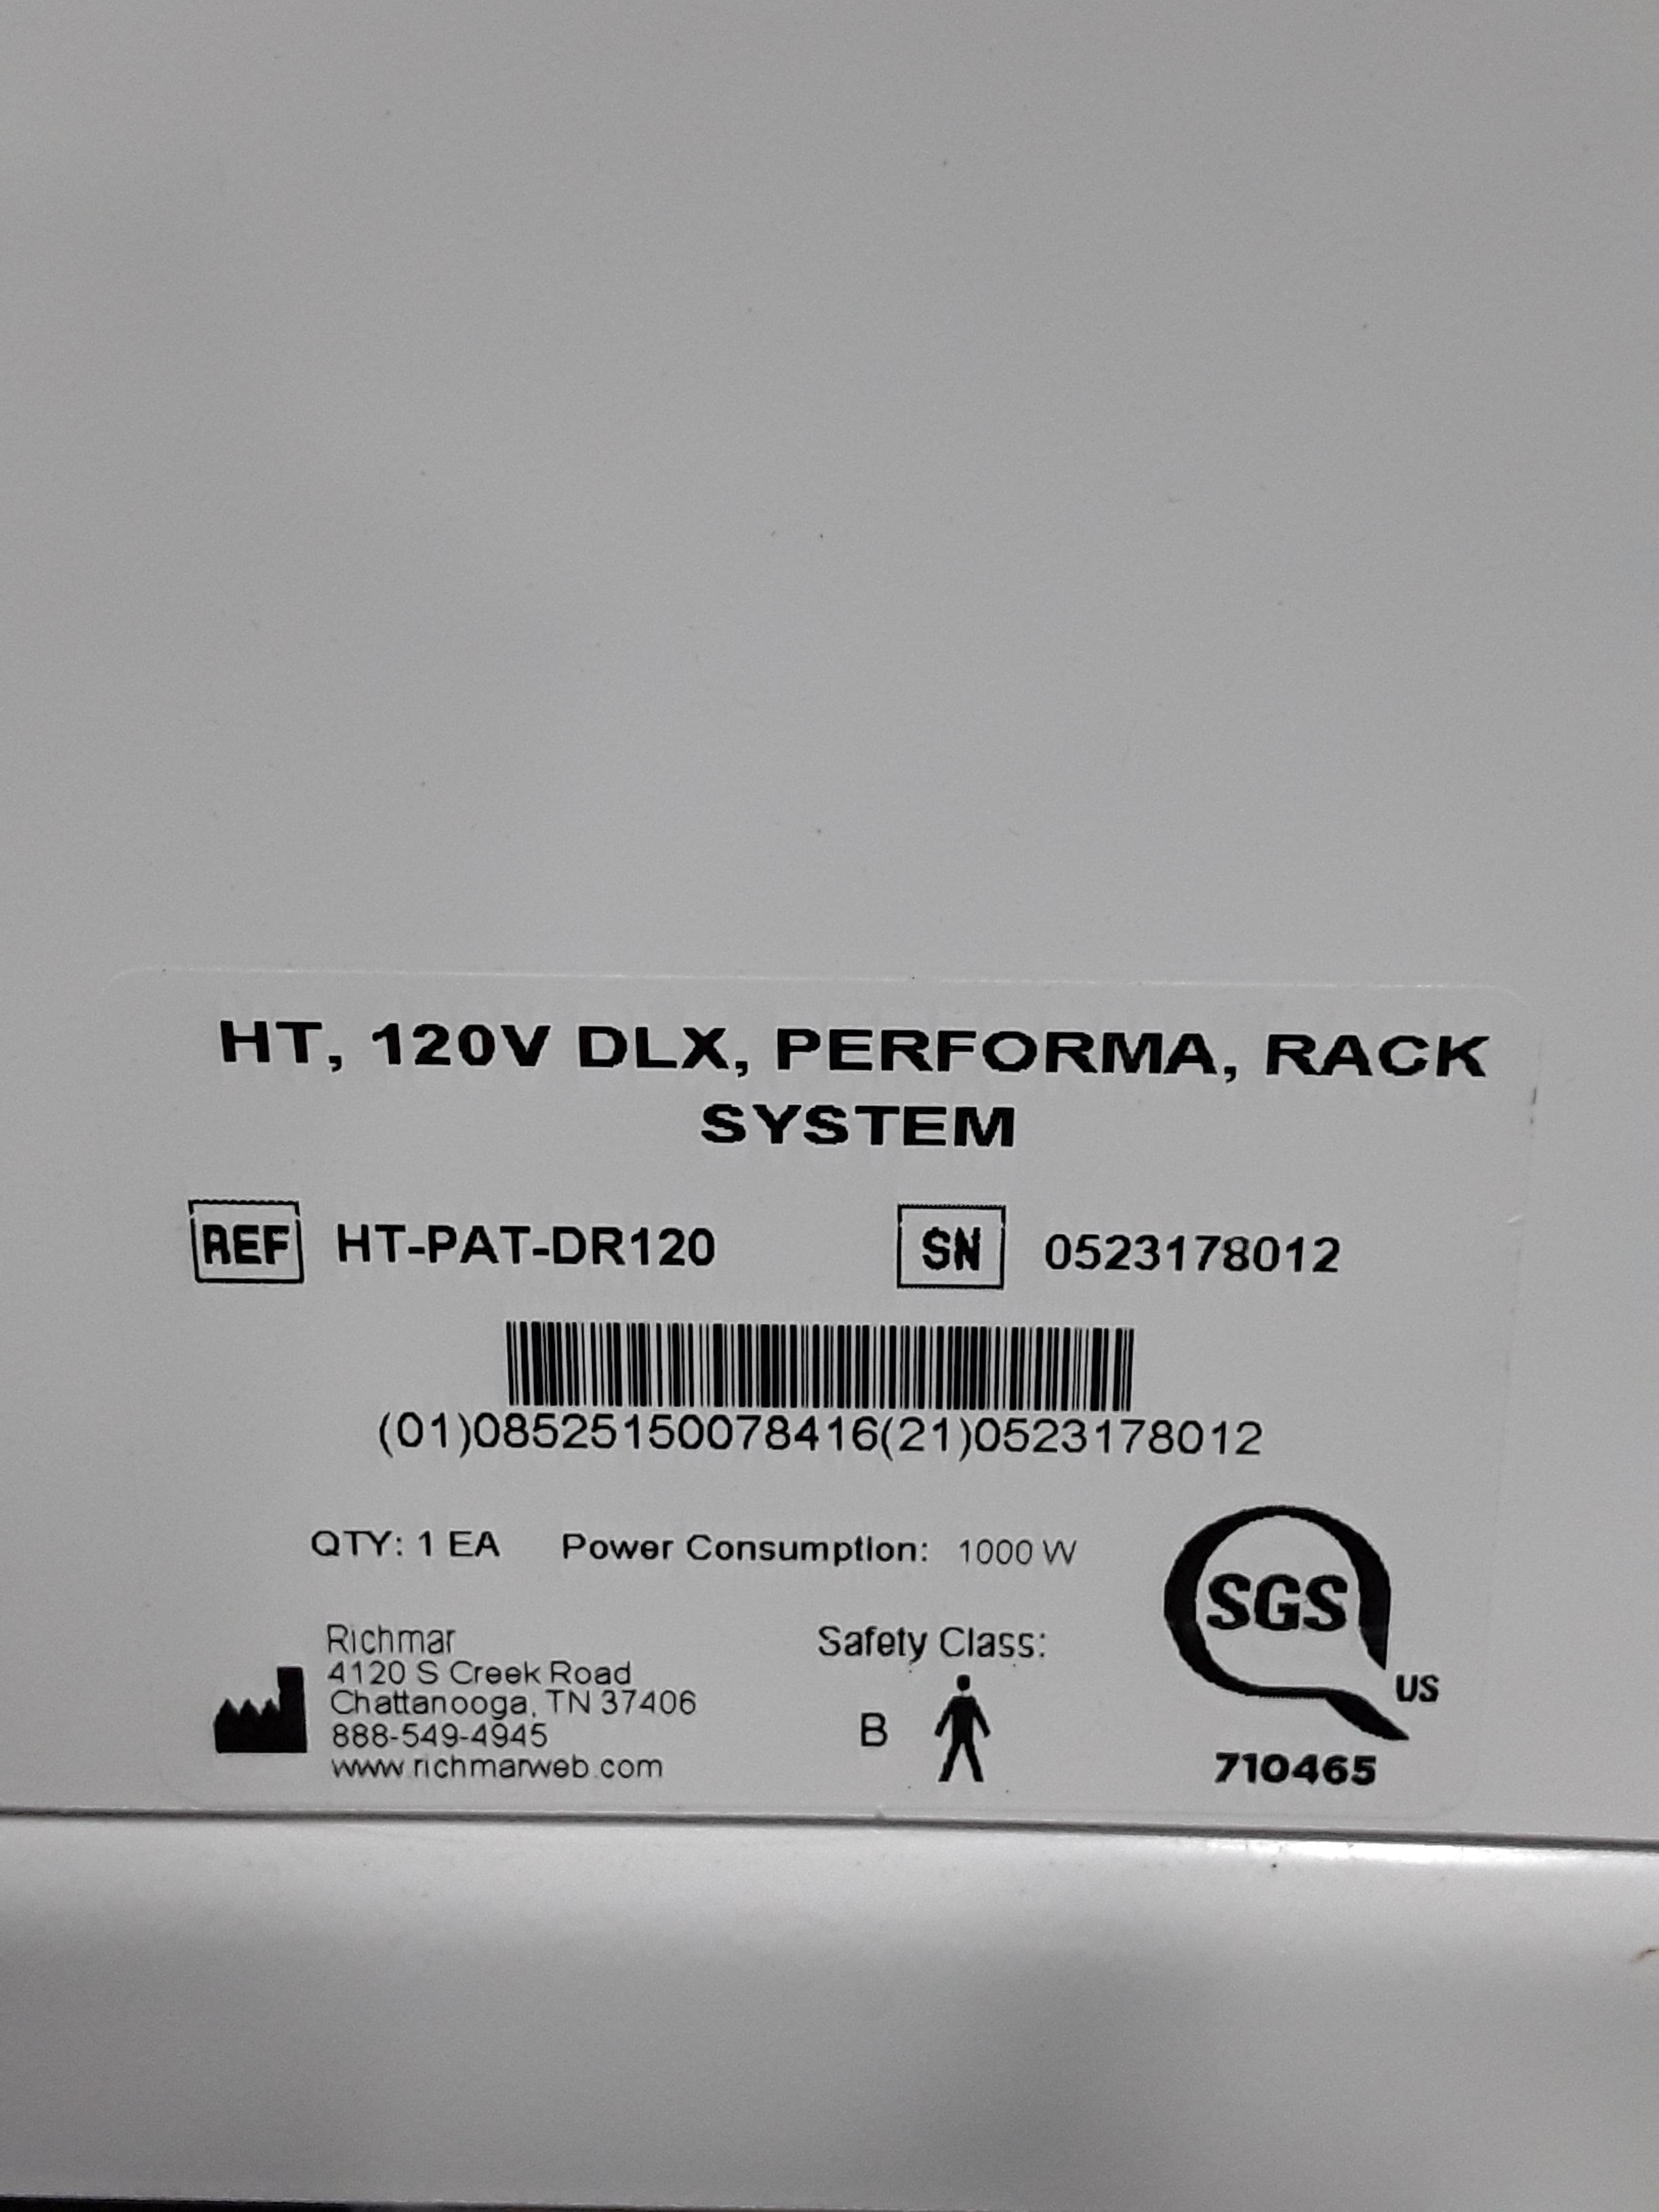 HT, 120V DLX, PERFORMA, RACK
SYSTEM
REF HT-PAT-DR120 SN 0523178012
(01)08525150078416(21)0523178012
QTY: 1 EA Power Consumption: 1000 W
SGS
US
710465
Richmar
4120 S Creek Road
Chattanooga, TN 37406
888-549-4945
www.richmarweb.com
Safety Class:
B